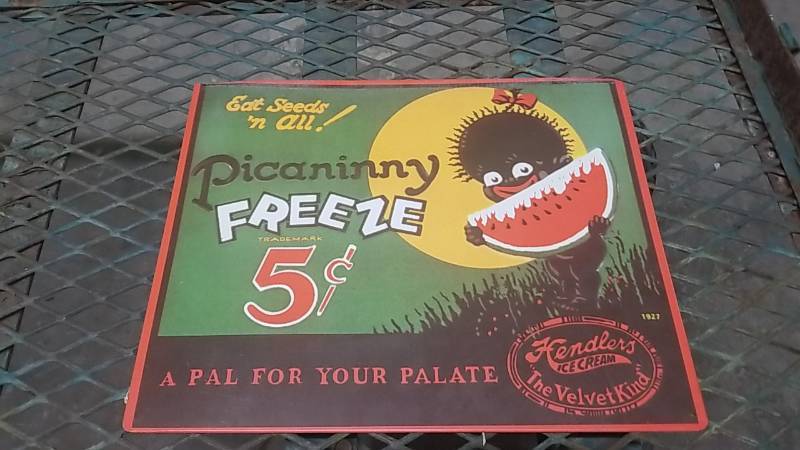 Eat Seeds
'n all!
Picaninny
FREEZE
TRADEMARK
5¢
1927
A PAL FOR YOUR PALATE
Hendlers
ICE CREAM
"The Velvet Kind"